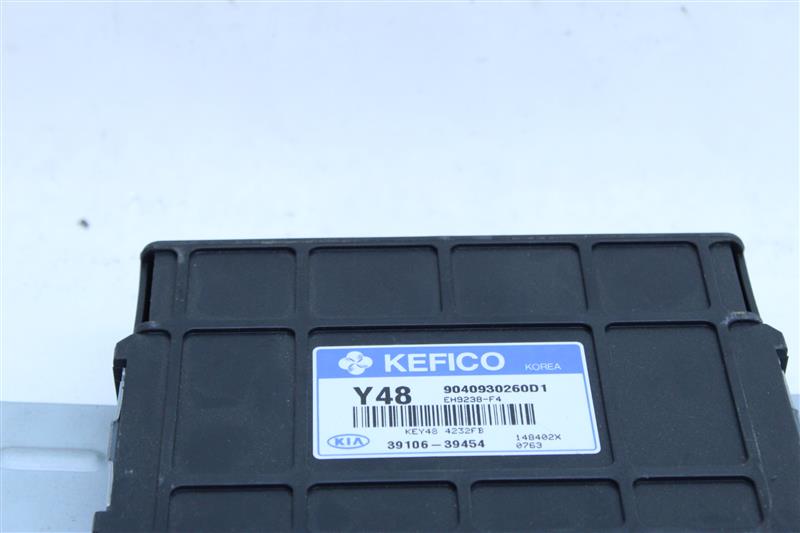 KEFICO KOREA
Y48 9040930260D1
EH9238-F4
KEY48 4232FB
148402X
KIA 39106-39454 0763